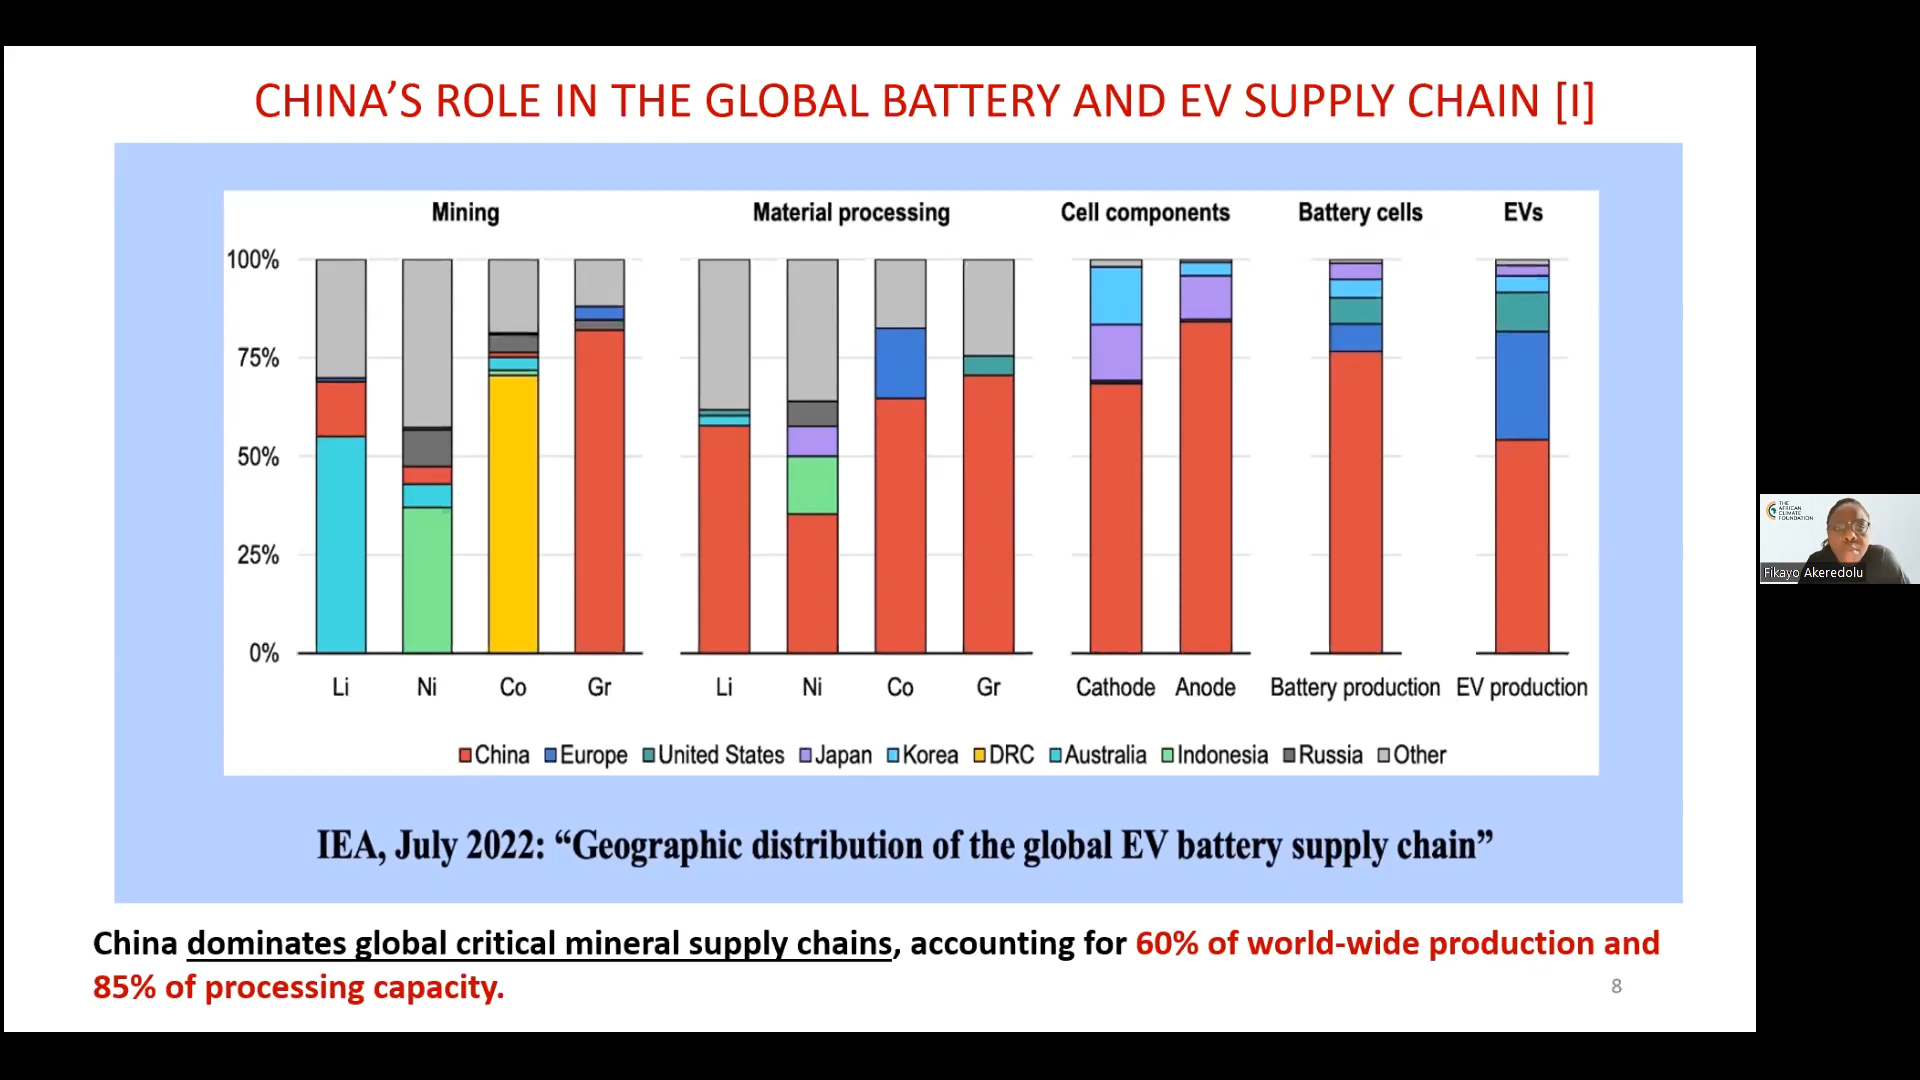 CHINA’S ROLE IN THE GLOBAL BATTERY AND EV SUPPLY CHAIN [I]
Mining Material processing Cell components Battery cells EVs
100%
75%
50%
25%
0%
Li Ni Co Gr Li Ni Co Gr Cathode Anode Battery production EV production
China Europe United States Japan Korea DRC Australia Indonesia Russia Other
IEA, July 2022: “Geographic distribution of the global EV battery supply chain”
China dominates global critical mineral supply chains, accounting for 60% of world-wide production and
85% of processing capacity.
8
THE
AFRICAN
CLIMATE
FOUNDATION
Fikayo Akeredolu